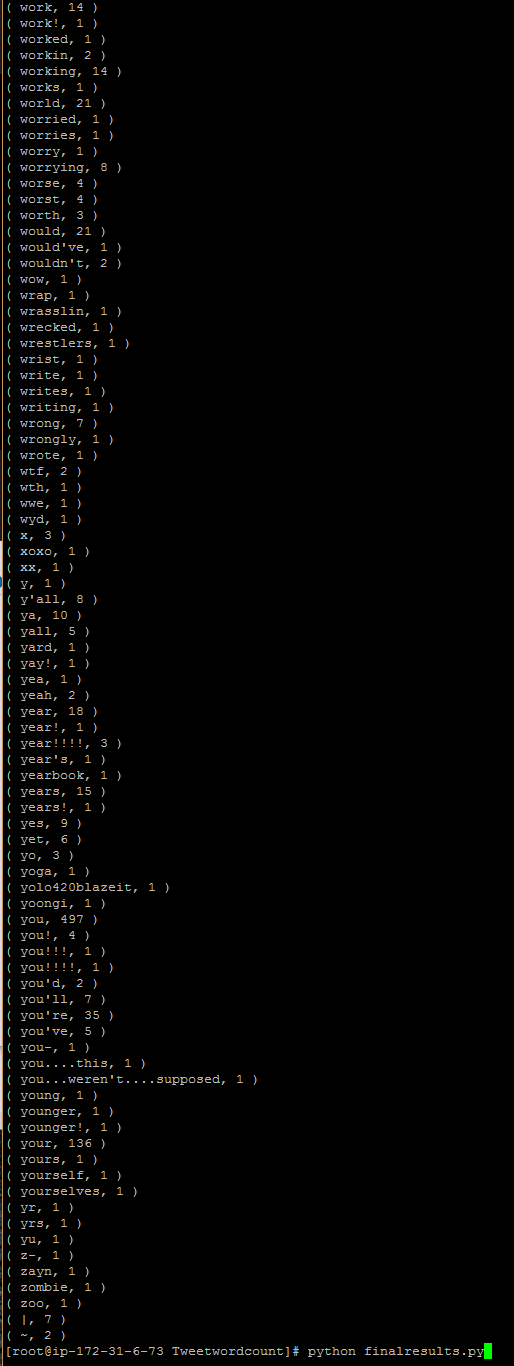 ( work, 14 )
( work!, 1 )
( worked, 1 )
( workin, 2 )
( working, 14 )
( works, 1 )
( world, 21 )
( worried, 1 )
( worries, 1 )
( worry, 1 )
( worrying, 8 )
( worse, 4 )
( worst, 4 )
( worth, 3 )
( would, 21 )
( would've, 1 )
( wouldn't, 2 )
( wow, 1 )
( wrap, 1 )
( wrasslin, 1 )
( wrecked, 1 )
( wrestlers, 1 )
( wrist, 1 )
( write, 1 )
( writes, 1 )
( writing, 1 )
( wrong, 7 )
( wrongly, 1 )
( wrote, 1 )
( wtf, 2 )
( wth, 1 )
( wwe, 1 )
( wyd, 1 )
( x, 3 )
( xoxo, 1 )
( xx, 1 )
( y, 1 )
( y'all, 8 )
( ya, 10 )
( yall, 5 )
( yard, 1 )
( yay!, 1 )
( yea, 1 )
( yeah, 2 )
( year, 18 )
( year!, 1 )
( year!!!!, 3 )
( year's, 1 )
( yearbook, 1 )
( years, 15 )
( years!, 1 )
( yes, 9 )
( yet, 6 )
( yo, 3 )
( yoga, 1 )
( yolo420blazeit, 1 )
( yoongi, 1 )
( you, 497 )
( you!, 4 )
( you!!!, 1 )
( you!!!!, 1 )
( you'd, 2 )
( you'll, 7 )
( you're, 35 )
( you've, 5 )
( you-, 1 )
( you....this, 1 )
( you...weren't....supposed, 1 )
( young, 1 )
( younger, 1 )
( younger!, 1 )
( your, 136 )
( yours, 1 )
( yourself, 1 )
( yourselves, 1 )
( yr, 1 )
( yrs, 1 )
( yu, 1 )
( z-, 1 )
( zayn, 1 )
( zombie, 1 )
( zoo, 1 )
( |, 7 )
( ~, 2 )
[root@ip-172-31-6-73 Tweetwordcount]# python finalresults.py